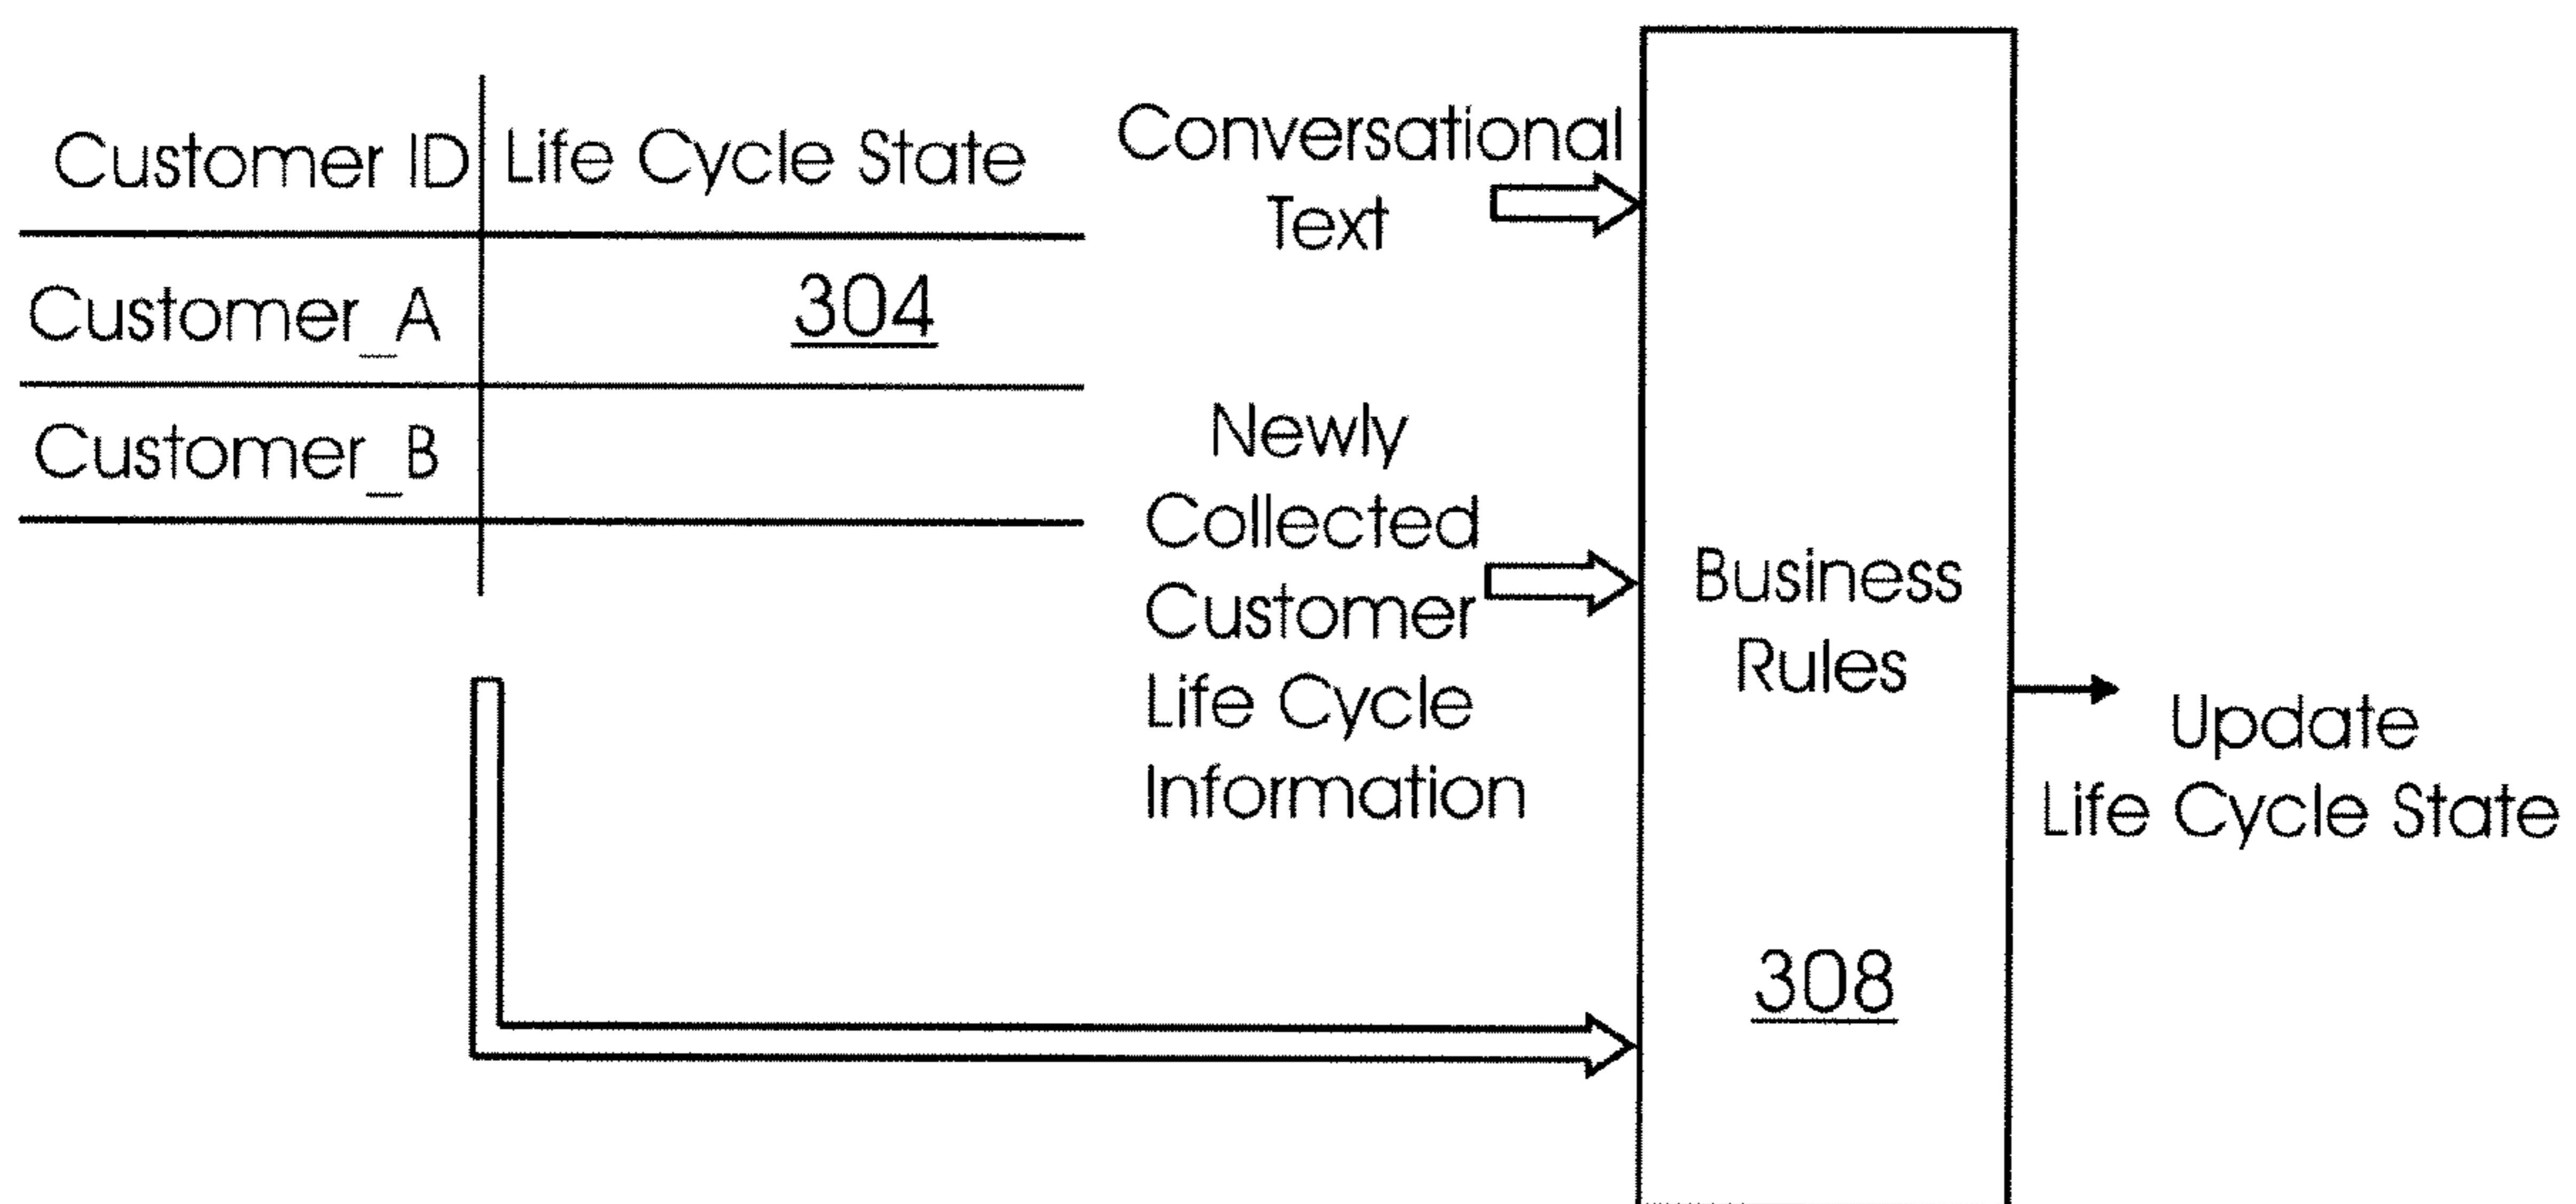 Customer ID Life Cycle State
Customer_A 304
Customer_B
Conversational
Text
Newly
Collected
Customer
Life Cycle
Information
Business
Rules
308
Update
Life Cycle State